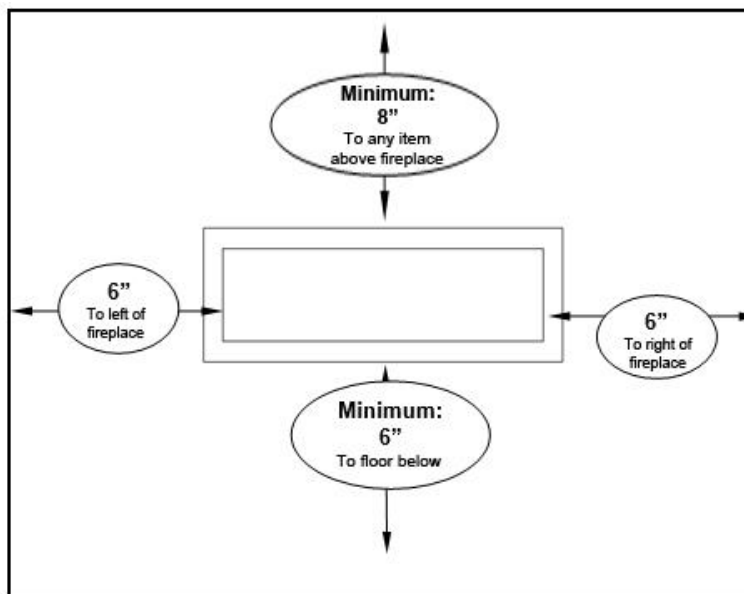 Minimum:
8”
To any item
above fireplace
6”
To left of
fireplace
6”
To right of
fireplace
Minimum:
6”
To floor below